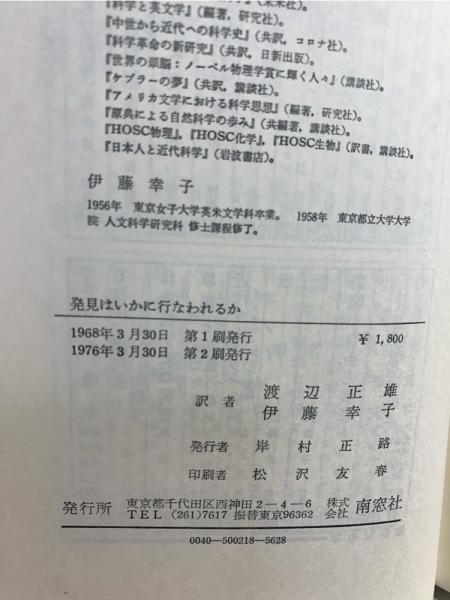 』（未来社）。
『科学と英文学』（編著，研究社）。
『中世から近代への科学史』（共訳，コロナ社）。
『科学革命の新研究』（共訳，日新出版）。
『世界の頭脳：ノーベル物理学賞に輝く人々』（講談社）。
『ケプラーの夢』（共訳，講談社）。
『アメリカ文学における科学思想』（編著，研究社）。
『原典による自然科学の歩み』（共編著，講談社）。
『HOSC物理』，『HOSC化学』，『HOSC生物』（訳書，講談社）。
『日本人と近代科学』（岩波書店）。
伊藤幸子
1956年 東京女子大学英米文学科卒業。 1958年 東京都立大学大学
院 人文科学研究科 修士課程修了。
発見はいかに行なわれるか
1968年3月30日 第1刷発行 ¥ 1,800
1976年3月30日 第2刷発行
訳者 渡辺正雄
伊藤幸子
発行者 岸村正路
印刷者 松沢友春
発行所 東京都千代田区西神田2－4－6 株式会社 南窓社
TEL (261)7617 振替東京96362
0040—500218—5628